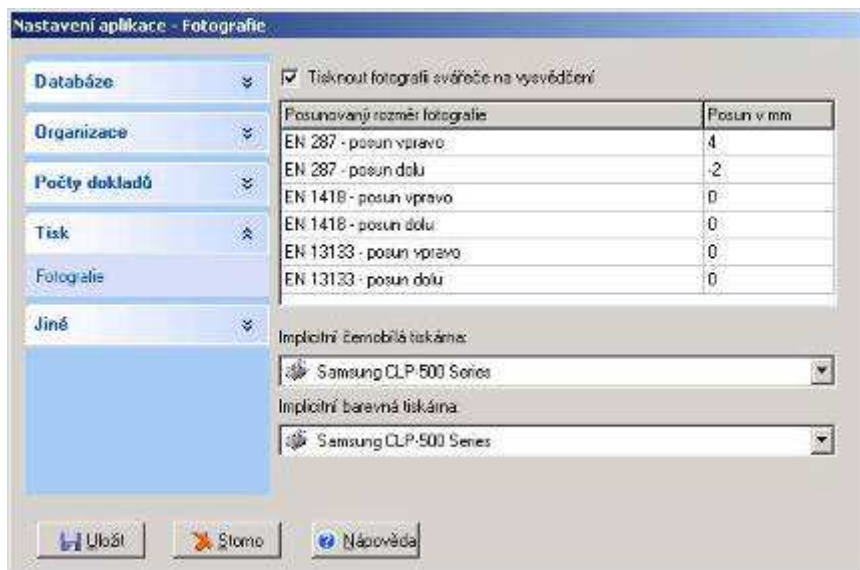 Nastavení aplikace - Fotografie
Databáze
Organizace
Počty dokladů
Tisk
Fotografie
Jiné
Tisknout fotografii svářeče na vysvědčení
Posunovaný rozměr fotografie Posun v mm
EN 287 - posun vpravo 4
EN 287 - posun dolu -2
EN 1418 - posun vpravo 0
EN 1418 - posun dolu 0
EN 13133 - posun vpravo 0
EN 13133 - posun dolu 0
Implicitní černobílá tiskárna:
Samsung CLP-500 Series
Implicitní barevná tiskárna:
Samsung CLP-500 Series
Uložit
Storno
Nápověda